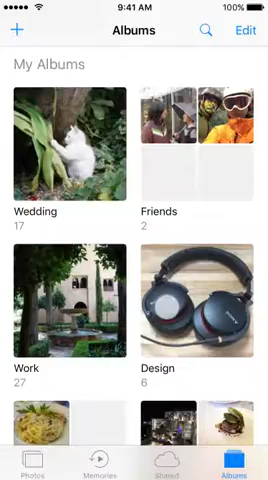 9:41 AM
100%
Albums
Edit
My Albums
Wedding
17
Friends
2
SONY
Work
27
Design
6
Photos
Memories
Shared
Albums